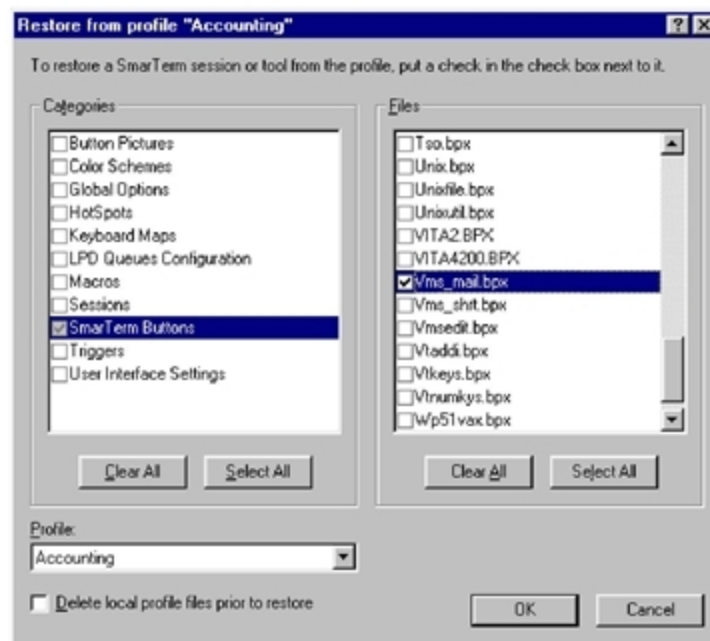 Restore from profile "Accounting"
To restore a SmarTerm session or tool from the profile, put a check in the check box next to it.
Categories
Button Pictures
Color Schemes
Global Options
HotSpots
Keyboard Maps
LPD Queues Configuration
Macros
Sessions
SmarTerm Buttons
Triggers
User Interface Settings
Clear All
Select All
Files
Tso.bpx
Unix.bpx
Unixfile.bpx
Unixutil.bpx
VITA2.BPX
VITA4200.BPX
Vms_mail.bpx
Vms_shrt.bpx
Vmsedit.bpx
Vtaddi.bpx
Vtkeys.bpx
Vtnumkys.bpx
Wp51vax.bpx
Clear All
Select All
Profile:
Accounting
Delete local profile files prior to restore
OK
Cancel